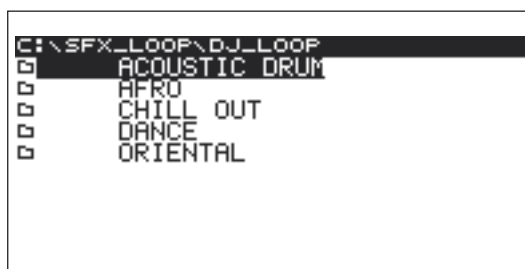 C:\SFX_LOOP\DJ_LOOP
ACOUSTIC DRUM
AFRO
CHILL OUT
DANCE
ORIENTAL